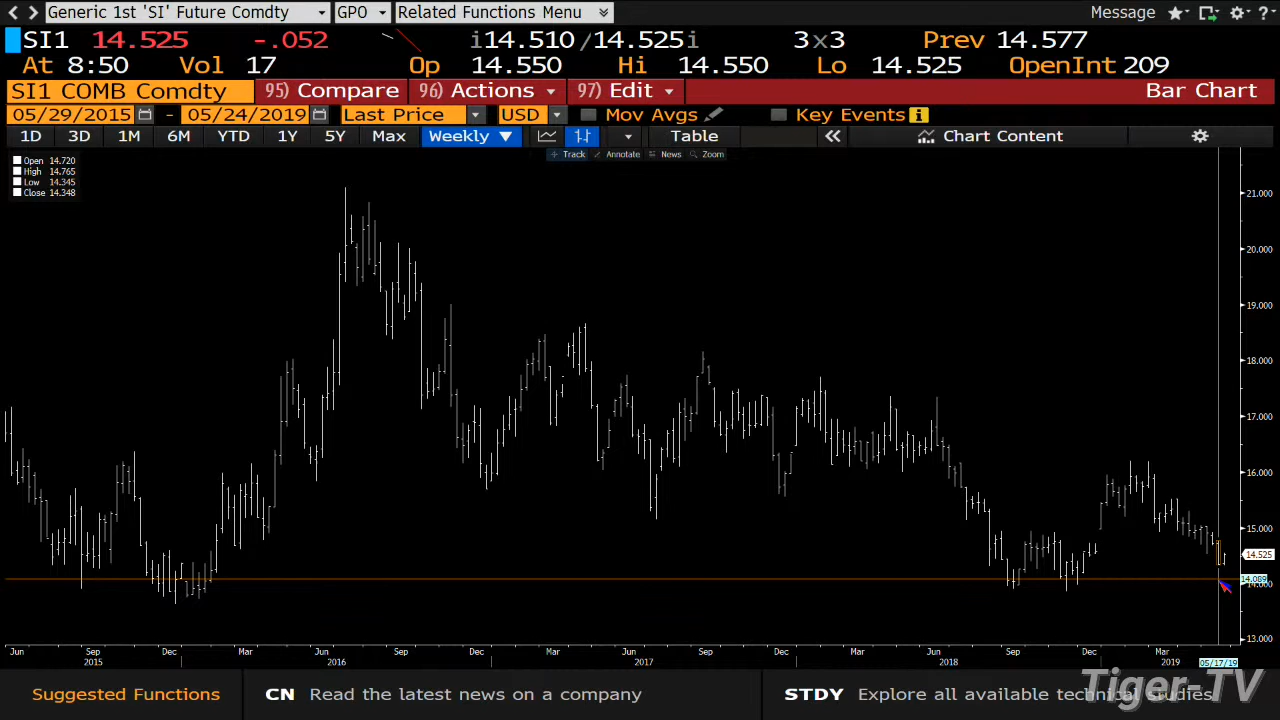 Generic 1st 'SI' Future Comdty GPO Related Functions Menu Message ?
SI1 14.525 -.052 i14.510 /14.525i 3x3 Prev 14.577
At 8:50 Vol 17 Op 14.550 Hi 14.550 Lo 14.525 OpenInt 209
SI1 COMB Comdty 95) Compare 96) Actions 97) Edit Bar Chart
05/29/2015 - 05/24/2019 Last Price USD Mov Avgs Key Events i
1D 3D 1M 6M YTD 1Y 5Y Max Weekly Table Chart Content
Track Annotate News Zoom
Open 14.720
High 14.765
Low 14.345
Close 14.348
21.000
20.000
19.000
18.000
17.000
16.000
15.000
14.525
14.089
14.000
13.000
Jun Sep Dec Mar Jun Sep Dec Mar Jun Sep Dec Mar Jun Sep Dec Mar
2015 2016 2017 2018 2019 05/17/19
Suggested Functions CN Read the latest news on a company STDY Explore all available technical studies
Tiger-TV